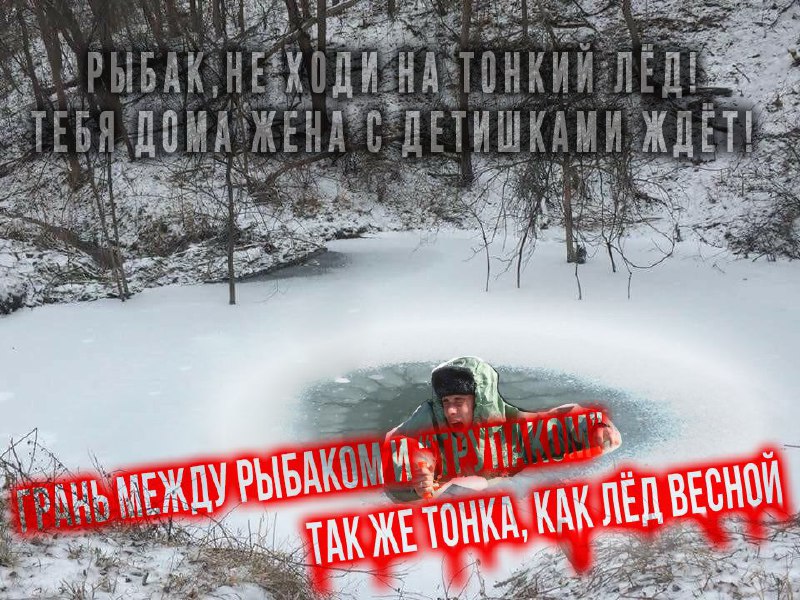 РЫБАК,НЕ ХОДИ НА ТОНКИЙ ЛЁД!
ТЕБЯ ДОМА ЖЕНА С ДЕТИШКАМИ ЖДЁТ!
ГРАНЬ МЕЖДУ РЫБАКОМ И "ТРУПАКОМ"
ТАК ЖЕ ТОНКА, КАК ЛЁД ВЕСНОЙ